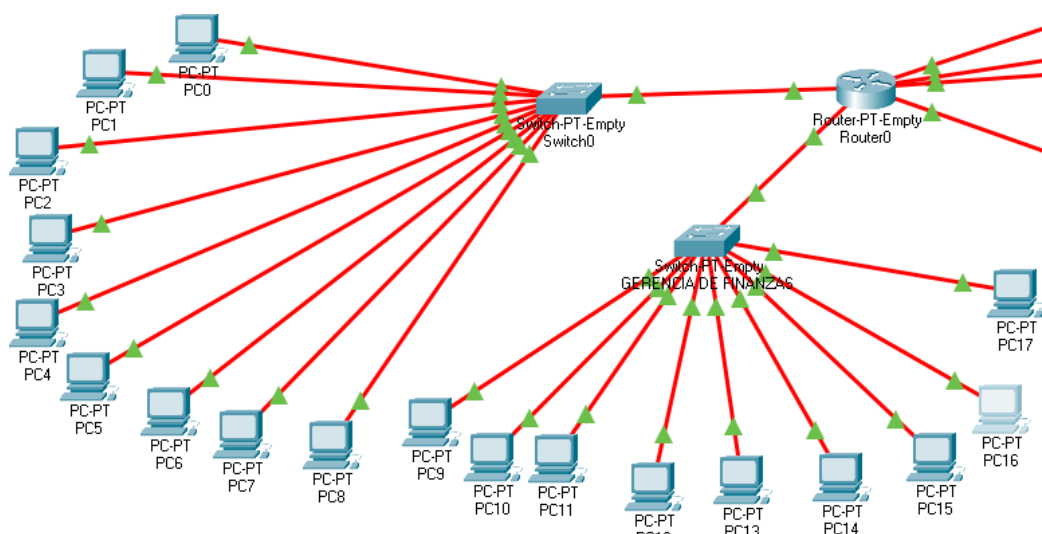 PC-PT
PC0
PC-PT
PC1
Switch-PT-Empty
Switch0
Router-PT-Empty
Router0
PC-PT
PC2
PC-PT
PC3
Switch-PT-Empty
GERENCIA DE FINANZAS
PC-PT
PC4
PC-PT
PC17
PC-PT
PC5
PC-PT
PC6
PC-PT
PC7
PC-PT
PC8
PC-PT
PC9
PC-PT
PC10
PC-PT
PC11
PC-PT
PC-PT
PC13
PC-PT
PC14
PC-PT
PC15
PC-PT
PC16